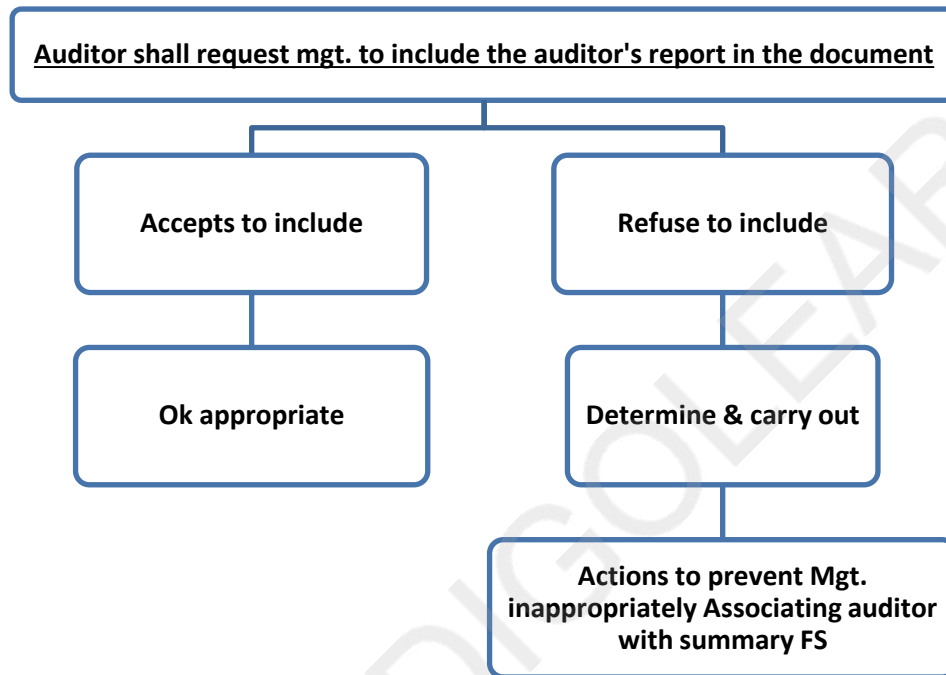 Auditor shall request mgt. to include the auditor's report in the document
Accepts to include
Refuse to include
Ok appropriate
Determine & carry out
Actions to prevent Mgt.
inappropriately Associating auditor
with summary FS
DIGOLEAR